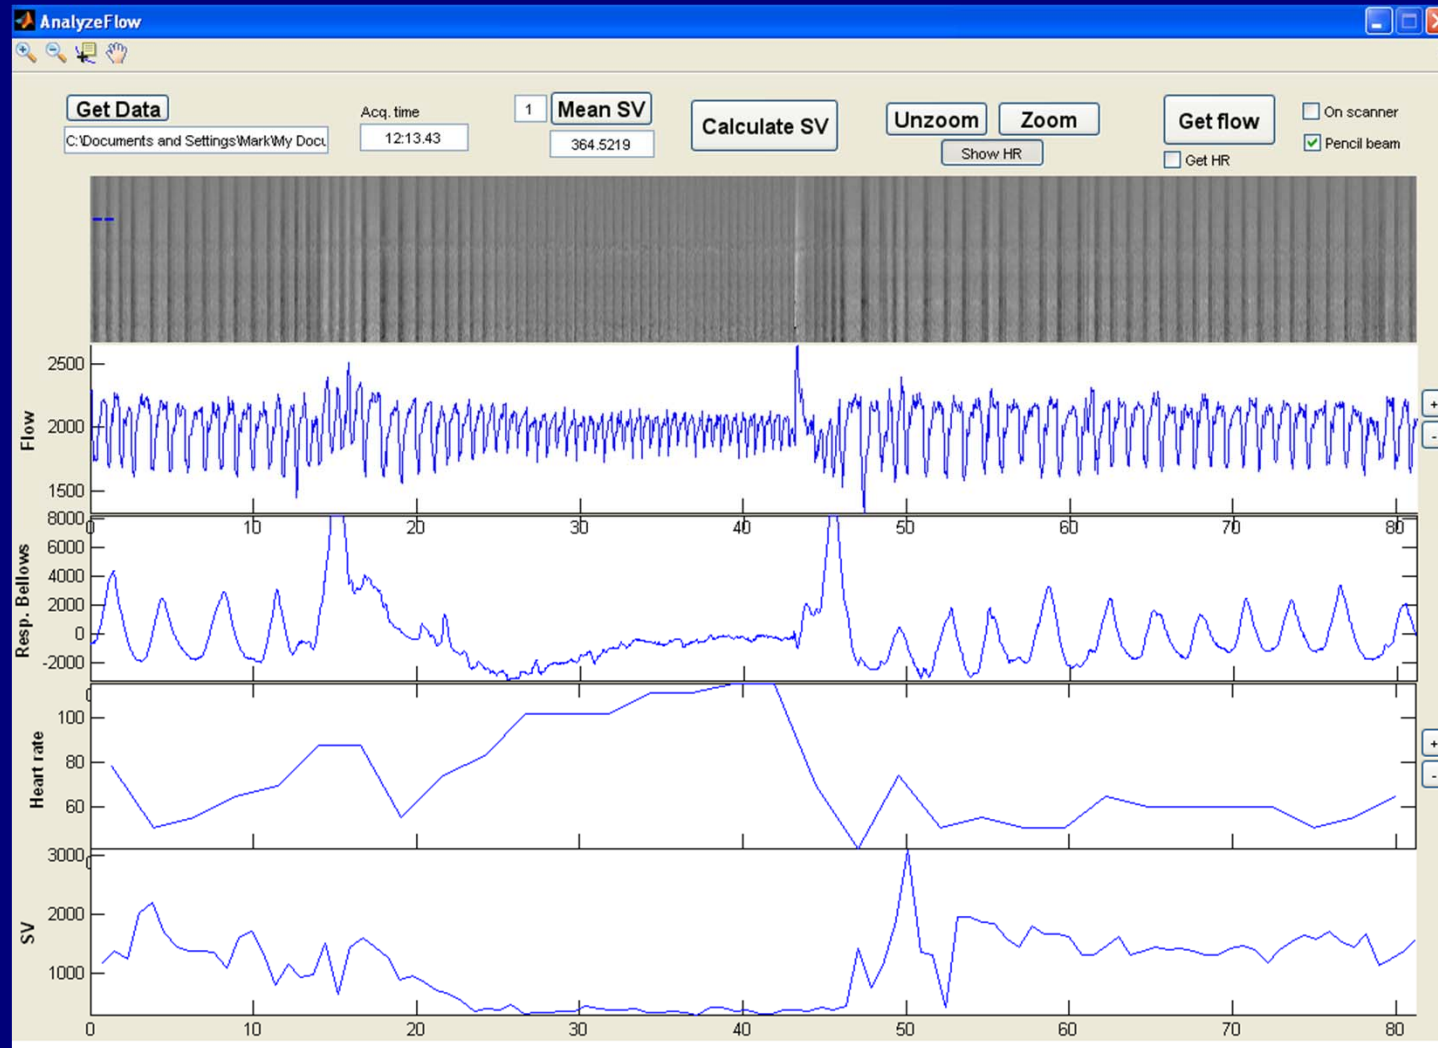 AnalyzeFlow
Get Data
C:\Documents and Settings\Mark\My Docu
Acq. time
12:13.43
1
Mean SV
364.5219
Calculate SV
Unzoom
Zoom
Show HR
Get flow
Get HR
On scanner
Pencil beam
Flow
2500
2000
1500
+
-
0 10 20 30 40 50 60 70 80
Resp. Bellows
8000
6000
4000
2000
0
-2000
Heart rate
100
80
60
+
-
SV
3000
2000
1000
0 10 20 30 40 50 60 70 80